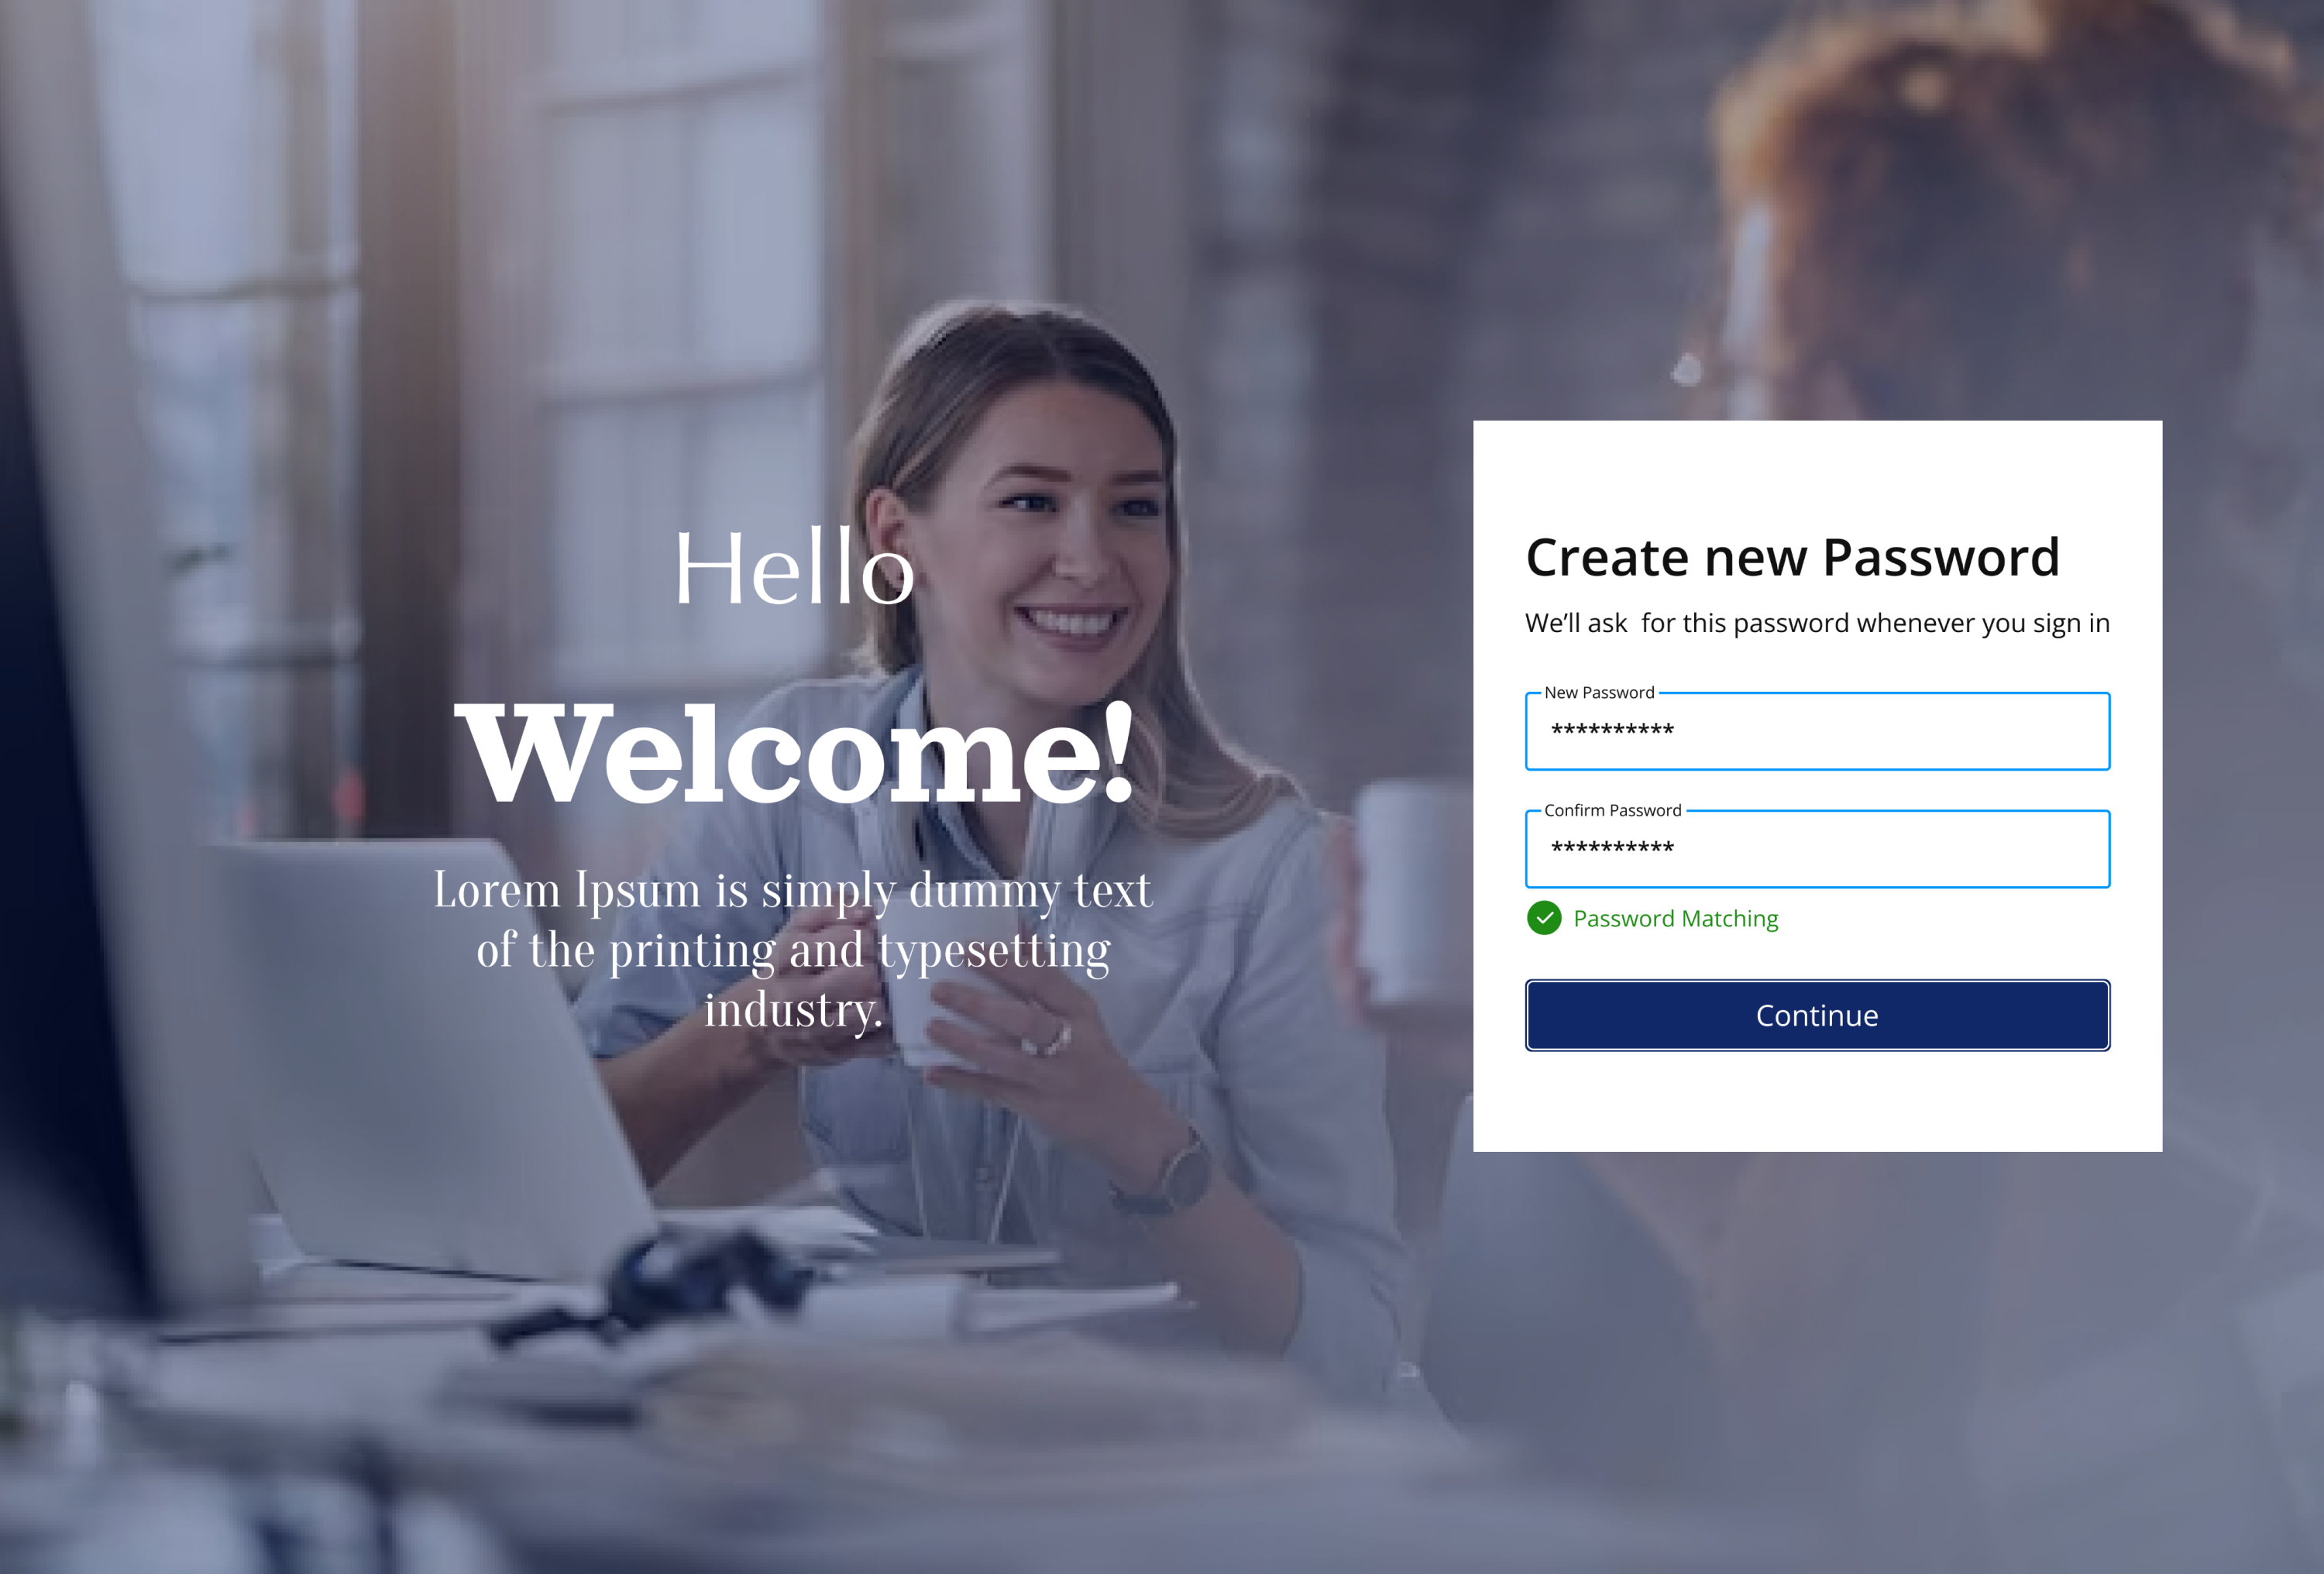 Hello
Welcome!
Lorem Ipsum is simply dummy text
of the printing and typesetting
industry.
Create new Password
We’ll ask  for this password whenever you sign in
New Password
**********
Confirm Password
**********
Password Matching
Continue